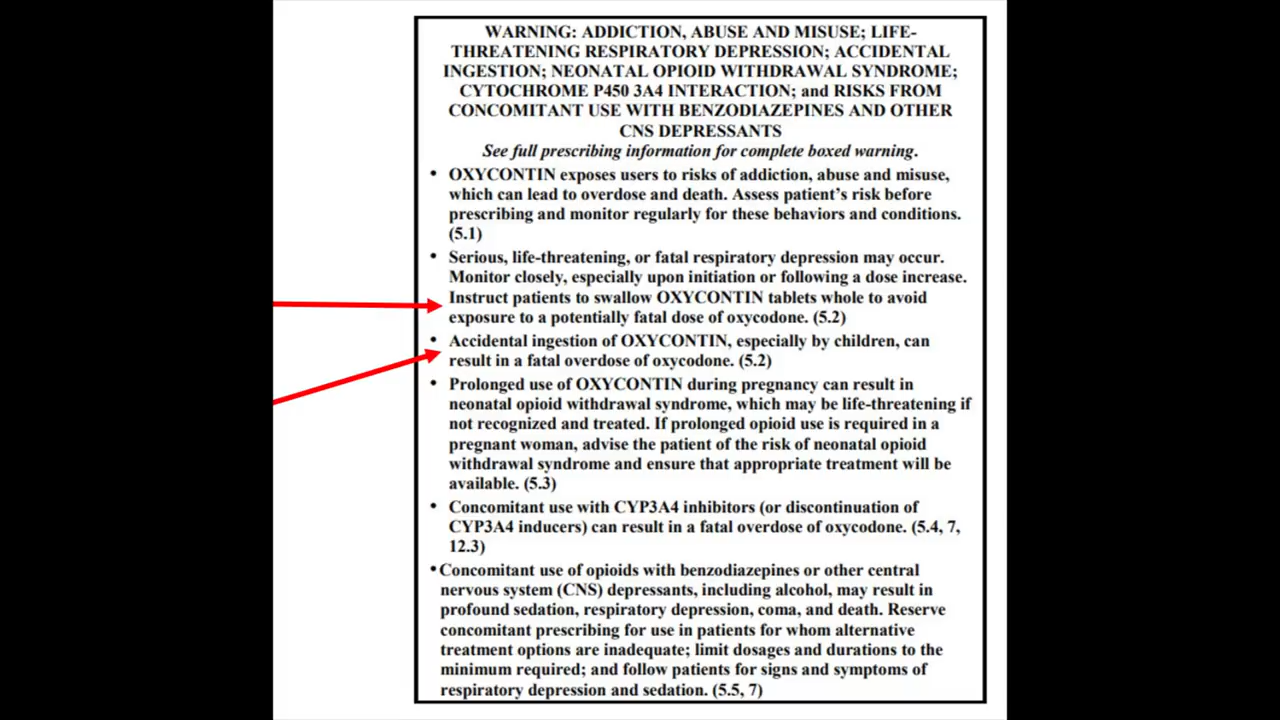 WARNING: ADDICTION, ABUSE AND MISUSE; LIFE-
THREATENING RESPIRATORY DEPRESSION; ACCIDENTAL
INGESTION; NEONATAL OPIOID WITHDRAWAL SYNDROME;
CYTOCHROME P450 3A4 INTERACTION; and RISKS FROM
CONCOMITANT USE WITH BENZODIAZEPINES AND OTHER
CNS DEPRESSANTS
See full prescribing information for complete boxed warning.
• OXYCONTIN exposes users to risks of addiction, abuse and misuse,
which can lead to overdose and death. Assess patient’s risk before
prescribing and monitor regularly for these behaviors and conditions.
(5.1)
• Serious, life-threatening, or fatal respiratory depression may occur.
Monitor closely, especially upon initiation or following a dose increase.
Instruct patients to swallow OXYCONTIN tablets whole to avoid
exposure to a potentially fatal dose of oxycodone. (5.2)
• Accidental ingestion of OXYCONTIN, especially by children, can
result in a fatal overdose of oxycodone. (5.2)
• Prolonged use of OXYCONTIN during pregnancy can result in
neonatal opioid withdrawal syndrome, which may be life-threatening if
not recognized and treated. If prolonged opioid use is required in a
pregnant woman, advise the patient of the risk of neonatal opioid
withdrawal syndrome and ensure that appropriate treatment will be
available. (5.3)
• Concomitant use with CYP3A4 inhibitors (or discontinuation of
CYP3A4 inducers) can result in a fatal overdose of oxycodone. (5.4, 7,
12.3)
•Concomitant use of opioids with benzodiazepines or other central
nervous system (CNS) depressants, including alcohol, may result in
profound sedation, respiratory depression, coma, and death. Reserve
concomitant prescribing for use in patients for whom alternative
treatment options are inadequate; limit dosages and durations to the
minimum required; and follow patients for signs and symptoms of
respiratory depression and sedation. (5.5, 7)